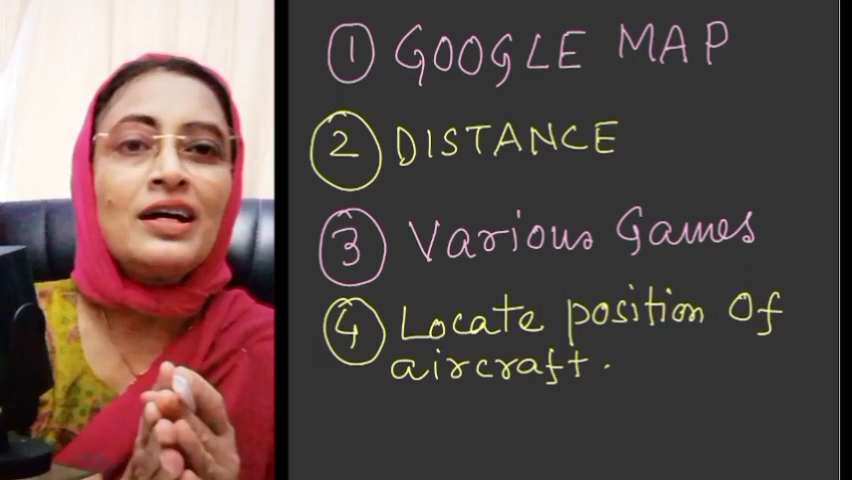 1 GOOGLE MAP
2 DISTANCE
3 Various Games
4 Locate position of
aircraft.